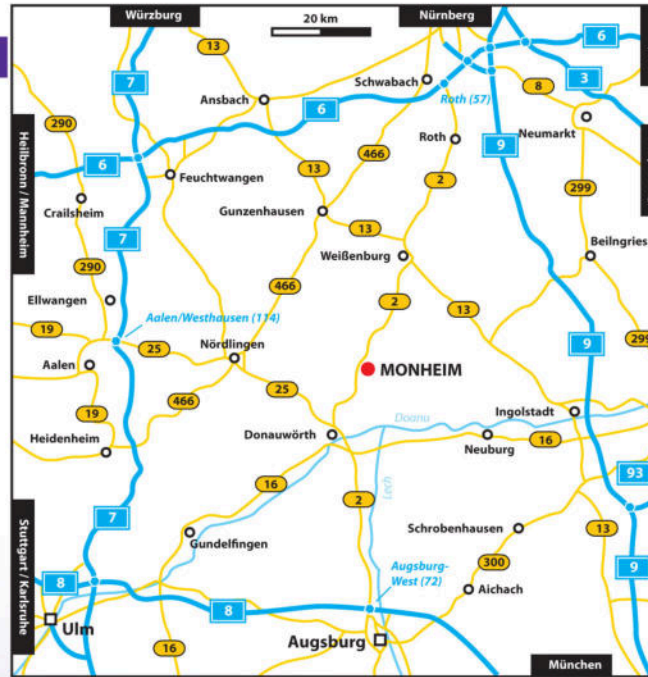 Würzburg
20 km
Nürnberg
6
13
7
3
Schwabach
Ansbach
Roth (57)
8
290
6
Neumarkt
Heilbronn / Mannheim
Roth
466
9
6
13
2
Feuchtwangen
299
Crailsheim
Gunzenhausen
7
13
Beilngries
290
Weißenburg
466
2
Ellwangen
13
Aalen/Westhausen (114)
19
299
25
Nördlingen
9
Aalen
MONHEIM
25
466
19
Ingolstadt
Donau
Heidenheim
Donauwörth
Neuburg
16
93
16
Lech
2
7
Schrobenhausen
13
Stuttgart / Karlsruhe
Gundelfingen
300
9
Augsburg-
West (72)
8
Aichach
8
Ulm
Augsburg
16
München